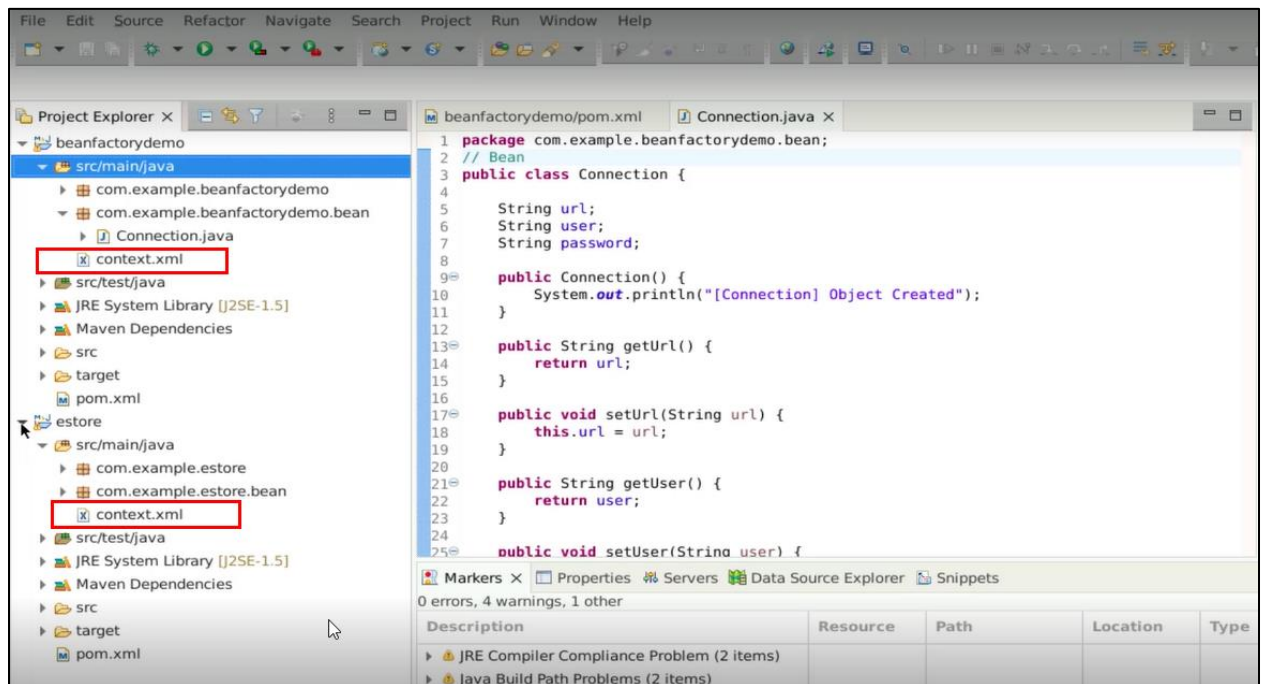 File Edit Source Refactor Navigate Search Project Run Window Help
Project Explorer
beanfactorydemo
src/main/java
com.example.beanfactorydemo
com.example.beanfactorydemo.bean
Connection.java
context.xml
src/test/java
JRE System Library [J2SE-1.5]
Maven Dependencies
src
target
pom.xml
estore
src/main/java
com.example.estore
com.example.estore.bean
context.xml
src/test/java
JRE System Library [J2SE-1.5]
Maven Dependencies
src
target
pom.xml
beanfactorydemo/pom.xml Connection.java
1 package com.example.beanfactorydemo.bean;
2 // Bean
3 public class Connection {
4
5 String url;
6 String user;
7 String password;
8
9 public Connection() {
10 System.out.println("[Connection] Object Created");
11 }
12
13 public String getUrl() {
14 return url;
15 }
16
17 public void setUrl(String url) {
18 this.url = url;
19 }
20
21 public String getUser() {
22 return user;
23 }
24
25 public void setUser(String user) {
Markers Properties Servers Data Source Explorer Snippets
0 errors, 4 warnings, 1 other
Description Resource Path Location Type
JRE Compiler Compliance Problem (2 items)
Java Build Path Problems (2 items)